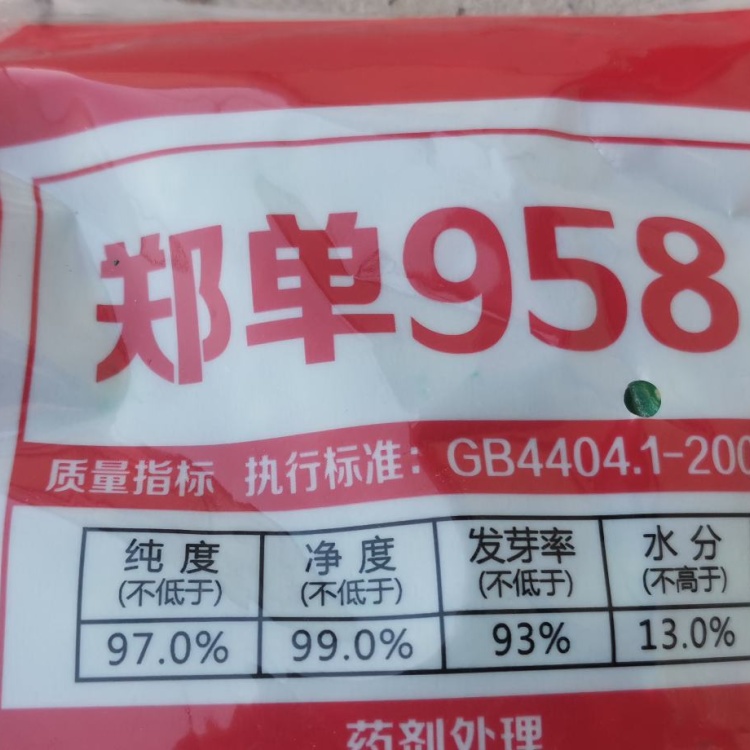 郑单958
质量指标 执行标准：GB4404.1-200
纯度 净度 发芽率 水分
(不低于) (不低于) (不低于) (不高于)
97.0% 99.0% 93% 13.0%
药剂处理